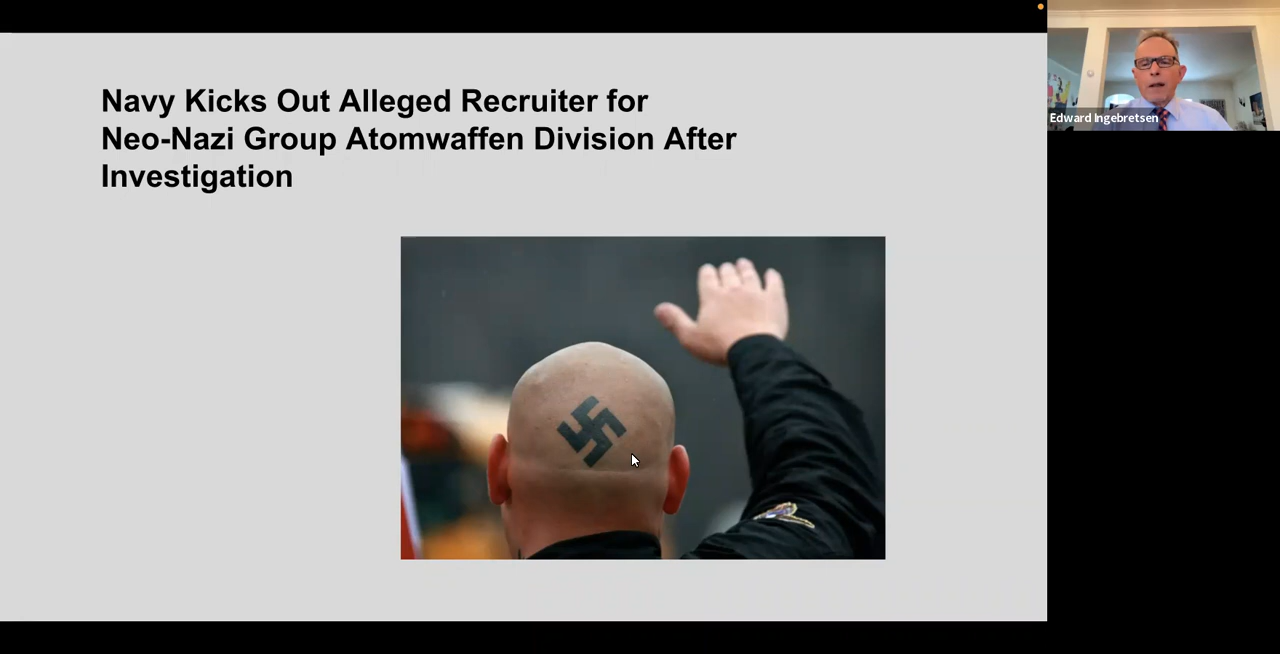 Navy Kicks Out Alleged Recruiter for
Neo-Nazi Group Atomwaffen Division After
Investigation
Edward Ingebretsen